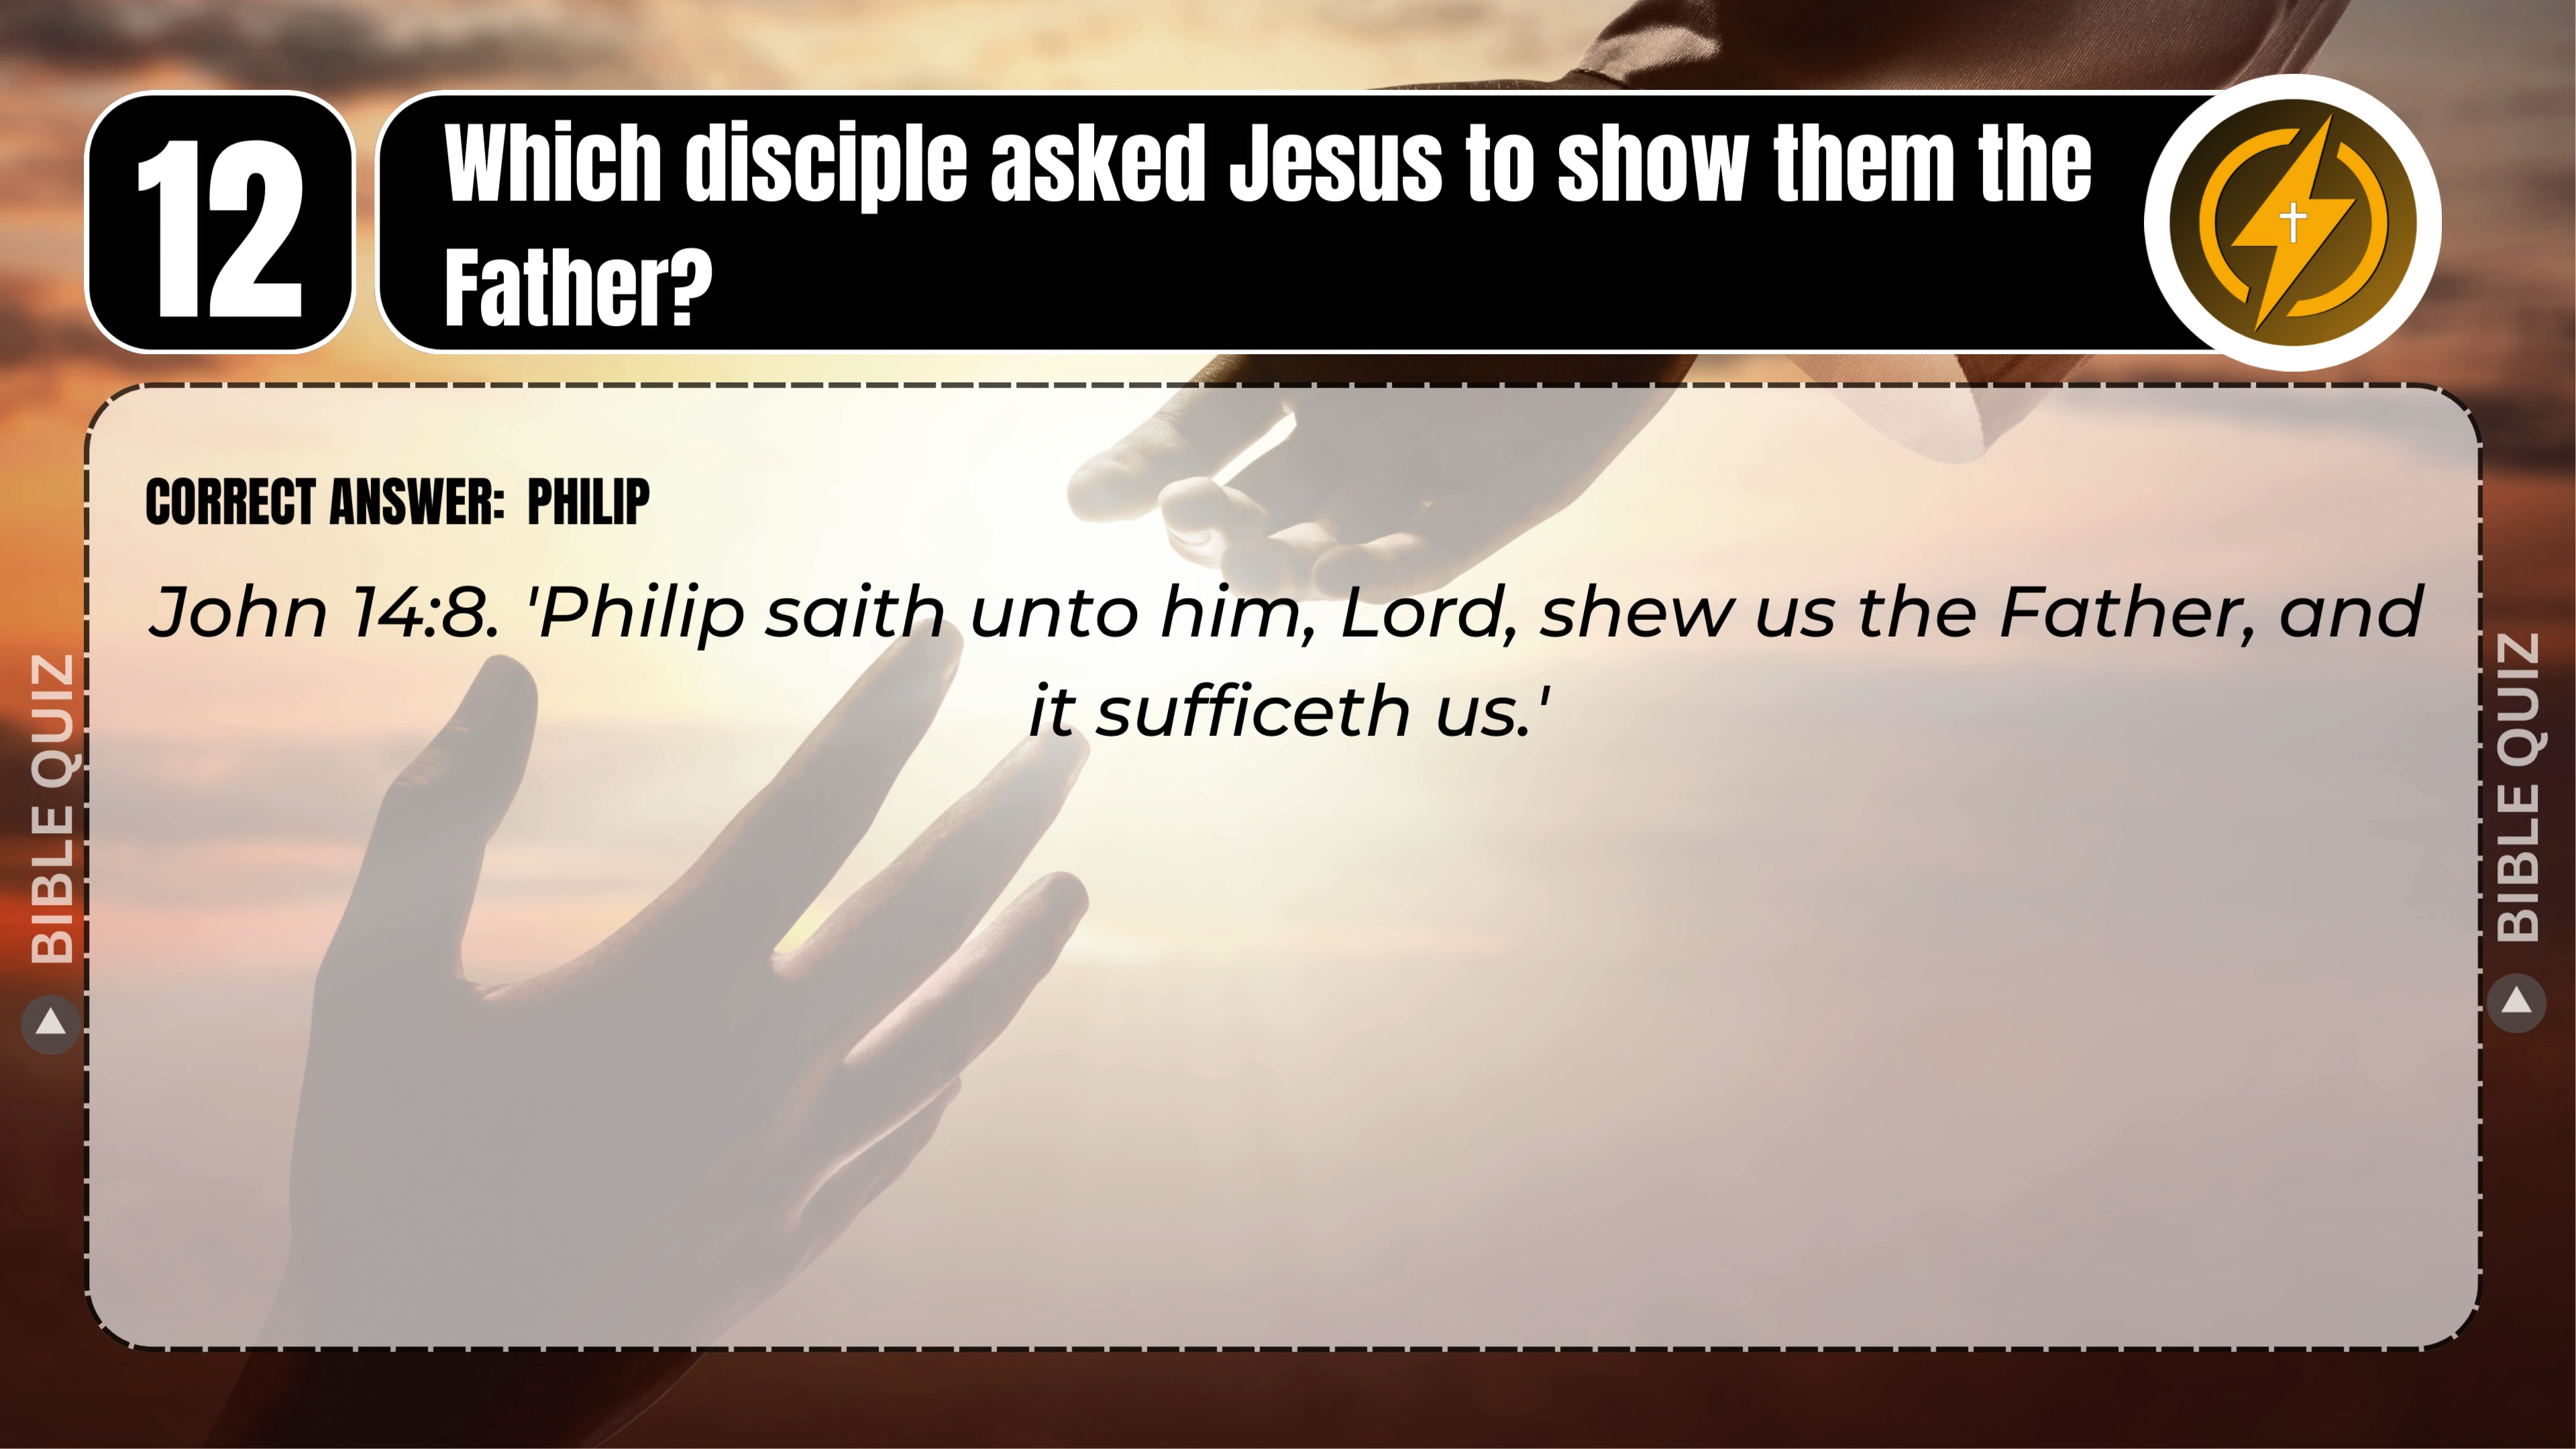 12
Which disciple asked Jesus to show them the
Father?
CORRECT ANSWER: PHILIP
John 14:8. 'Philip saith unto him, Lord, shew us the Father, and
it sufficeth us.'
BIBLE QUIZ
BIBLE QUIZ